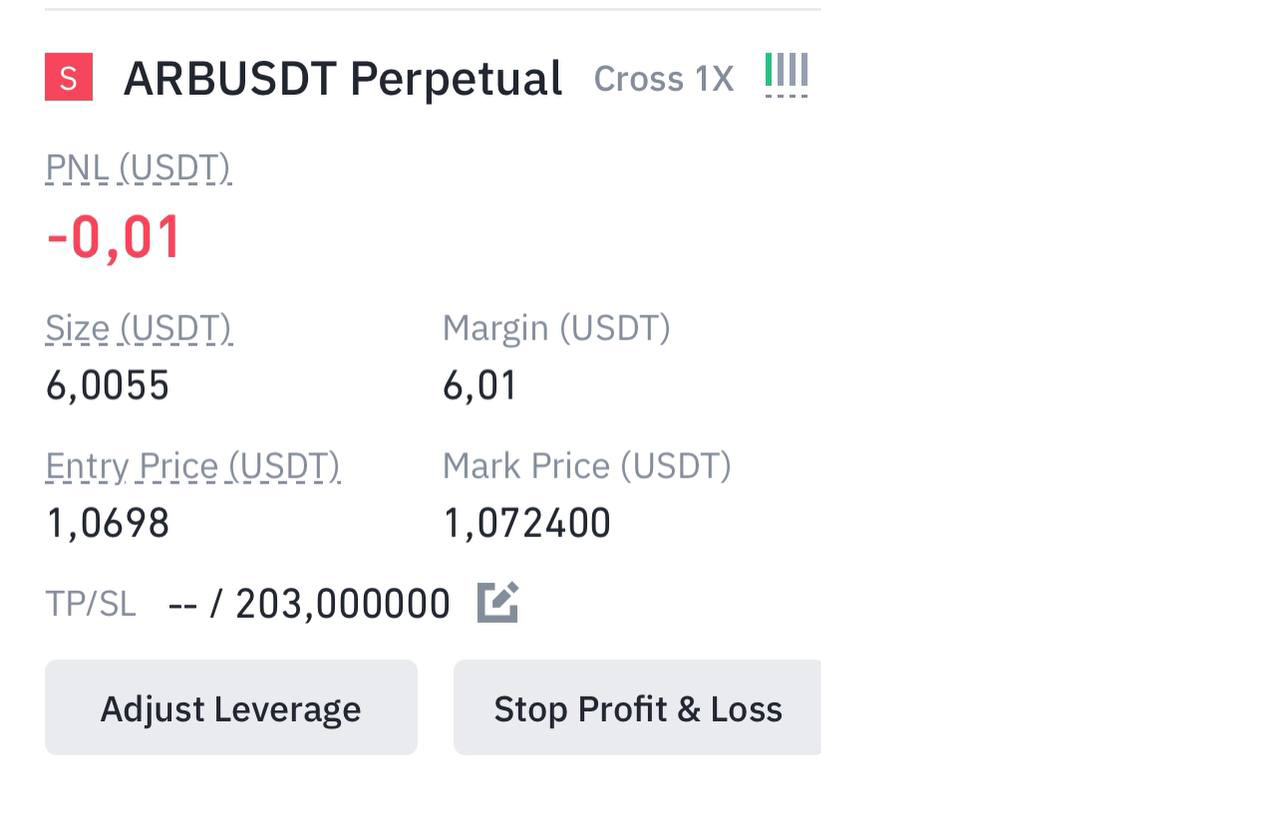 S ARBUSDT Perpetual Cross 1X
PNL (USDT)
-0,01
Size (USDT) Margin (USDT)
6,0055 6,01
Entry Price (USDT) Mark Price (USDT)
1,0698 1,072400
TP/SL -- / 203,000000
Adjust Leverage Stop Profit & Loss